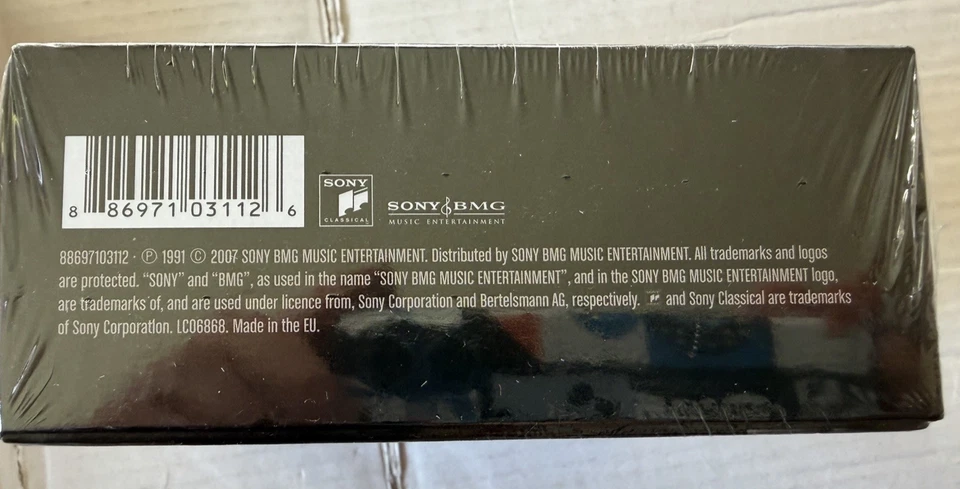 8 86971 03112 6
SONY
CLASSICAL
SONY BMG
MUSIC ENTERTAINMENT
88697103112 · ℗ 1991 © 2007 SONY BMG MUSIC ENTERTAINMENT. Distributed by SONY BMG MUSIC ENTERTAINMENT. All trademarks and logos
are protected. “SONY” and “BMG”, as used in the name “SONY BMG MUSIC ENTERTAINMENT”, and in the SONY BMG MUSIC ENTERTAINMENT logo,
are trademarks of, and are used under licence from, Sony Corporation and Bertelsmann AG, respectively. and Sony Classical are trademarks
of Sony Corporation. LC06868. Made in the EU.